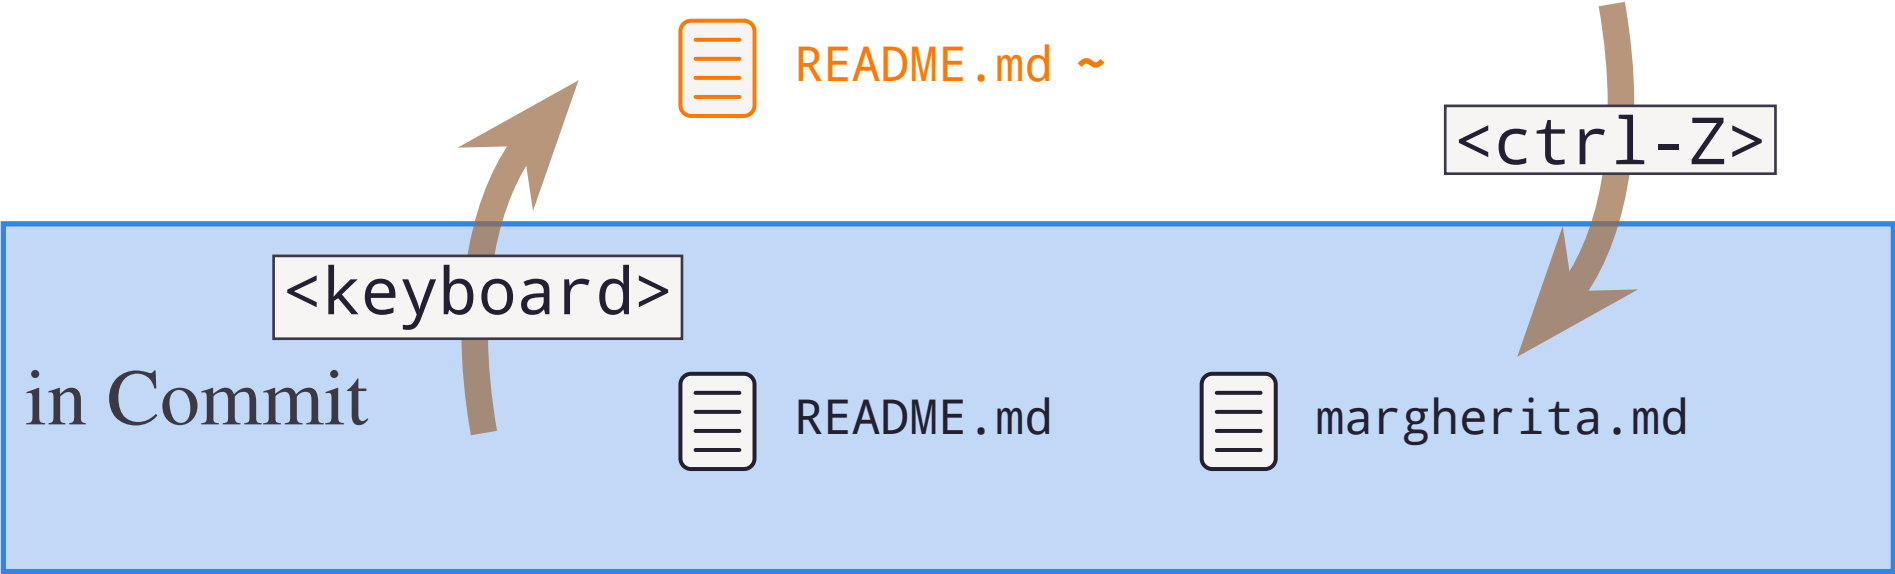 README.md ~
<ctrl-Z>
<keyboard>
in Commit
README.md
margherita.md